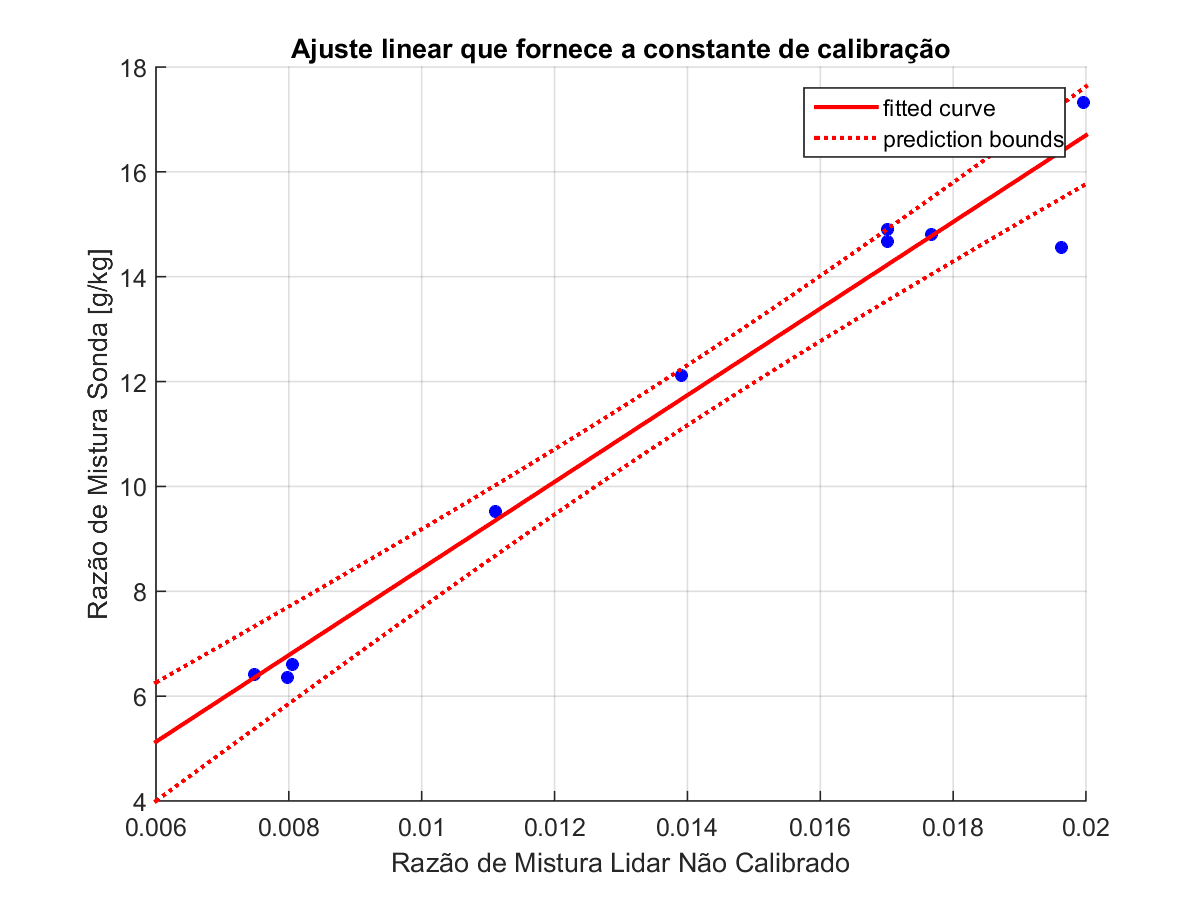 Ajuste linear que fornece a constante de calibração
fitted curve
prediction bounds
Razão de Mistura Sonda [g/kg]
18
16
14
12
10
8
6
4
0.006 0.008 0.01 0.012 0.014 0.016 0.018 0.02
Razão de Mistura Lidar Não Calibrado